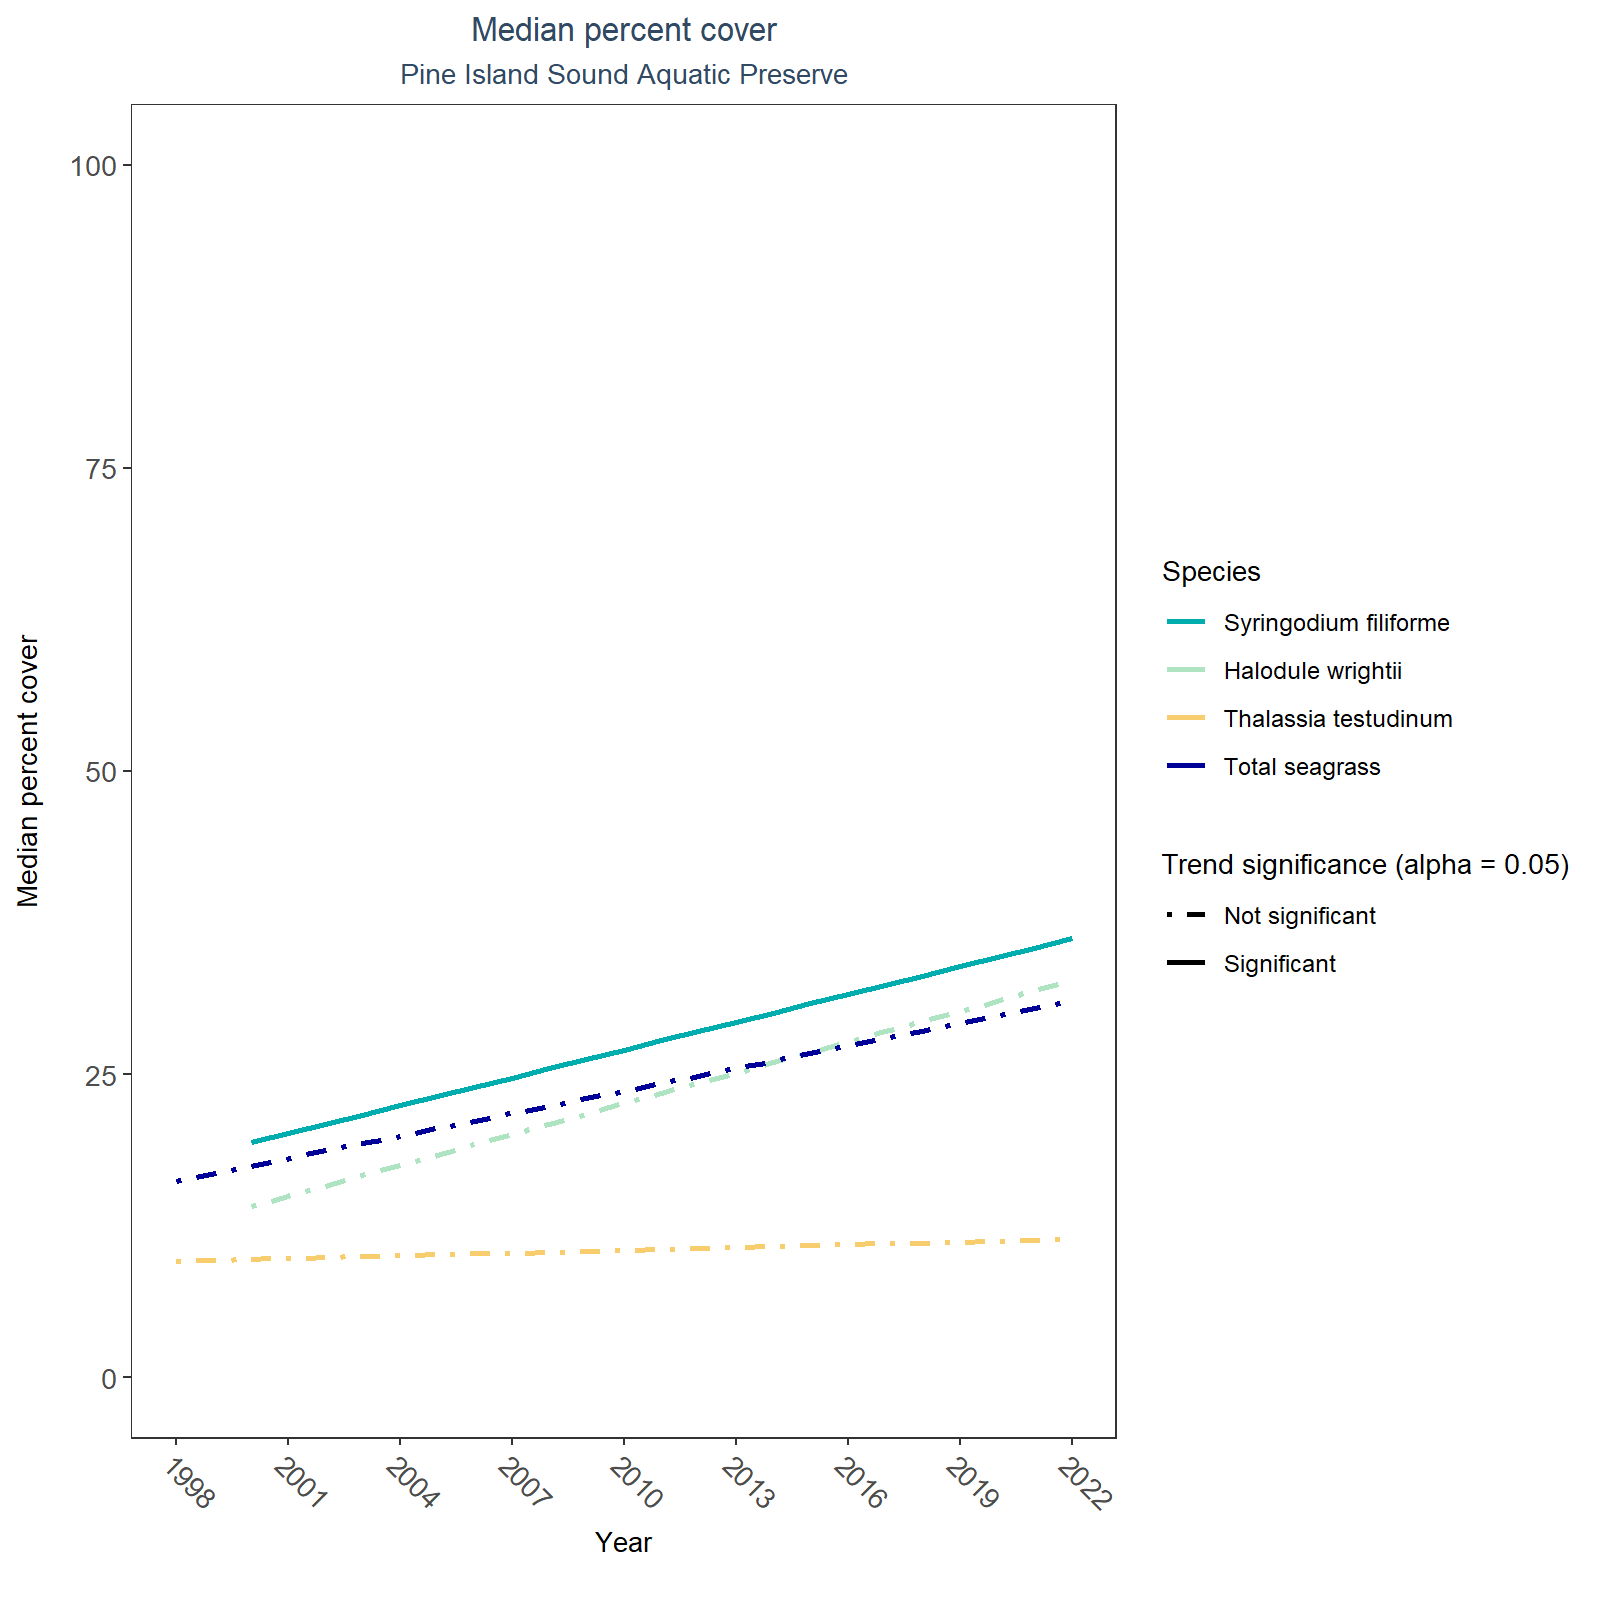 Median percent cover
Pine Island Sound Aquatic Preserve
Median percent cover
100
75
50
25
0
1998
2001
2004
2007
2010
2013
2016
2019
2022
Year
Species
Syringodium filiforme
Halodule wrightii
Thalassia testudinum
Total seagrass
Trend significance (alpha = 0.05)
Not significant
Significant